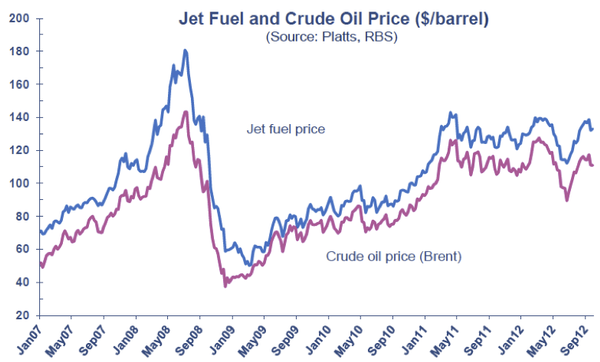 Jet Fuel and Crude Oil Price ($/barrel)
(Source: Platts, RBS)
200
180
160
140
120
100
80
60
40
20
Jet fuel price
Crude oil price (Brent)
Jan07
May07
Sep07
Jan08
May08
Sep08
Jan09
May09
Sep09
Jan10
May10
Sep10
Jan11
May11
Sep11
Jan12
May12
Sep12